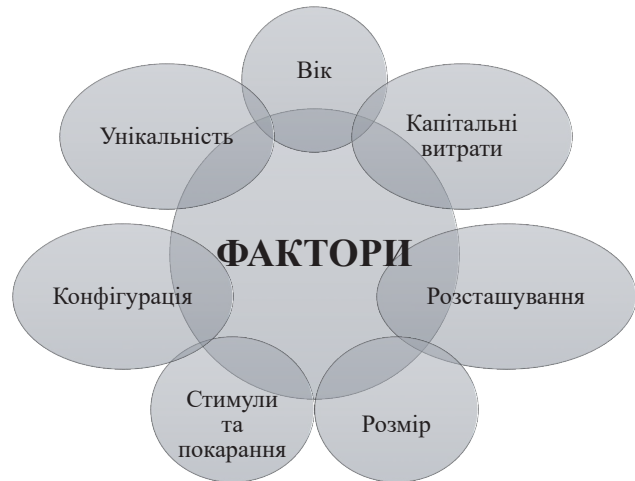 Вік
Капітальні
витрати
Розсташування
Розмір
Стимули
та
покарання
Конфігурація
Унікальність
ФАКТОРИ